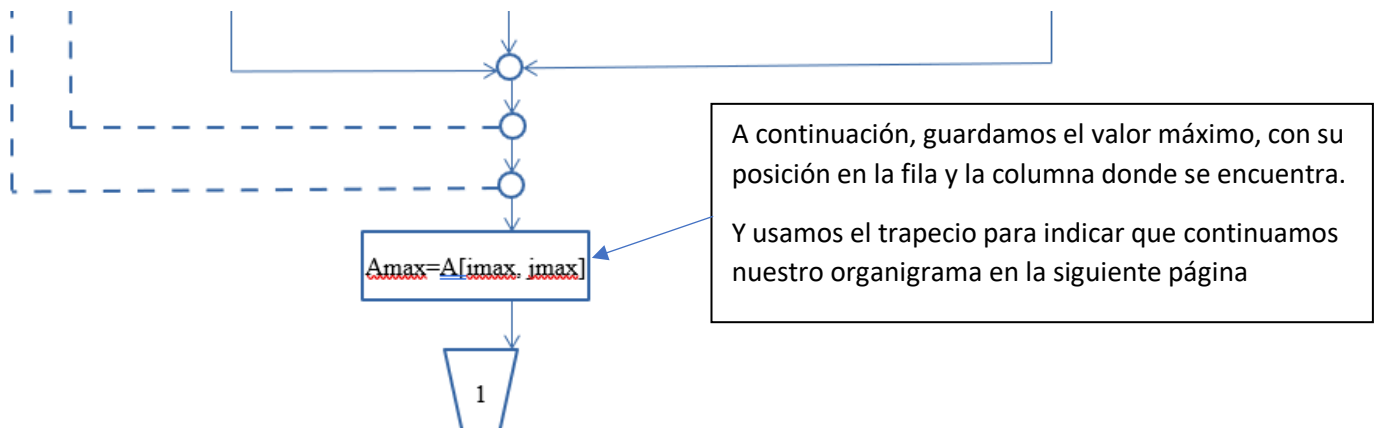 A continuación, guardamos el valor máximo, con su
posición en la fila y la columna donde se encuentra.
Y usamos el trapecio para indicar que continuamos
nuestro organigrama en la siguiente página
Amax=A[imax, jmax]
1